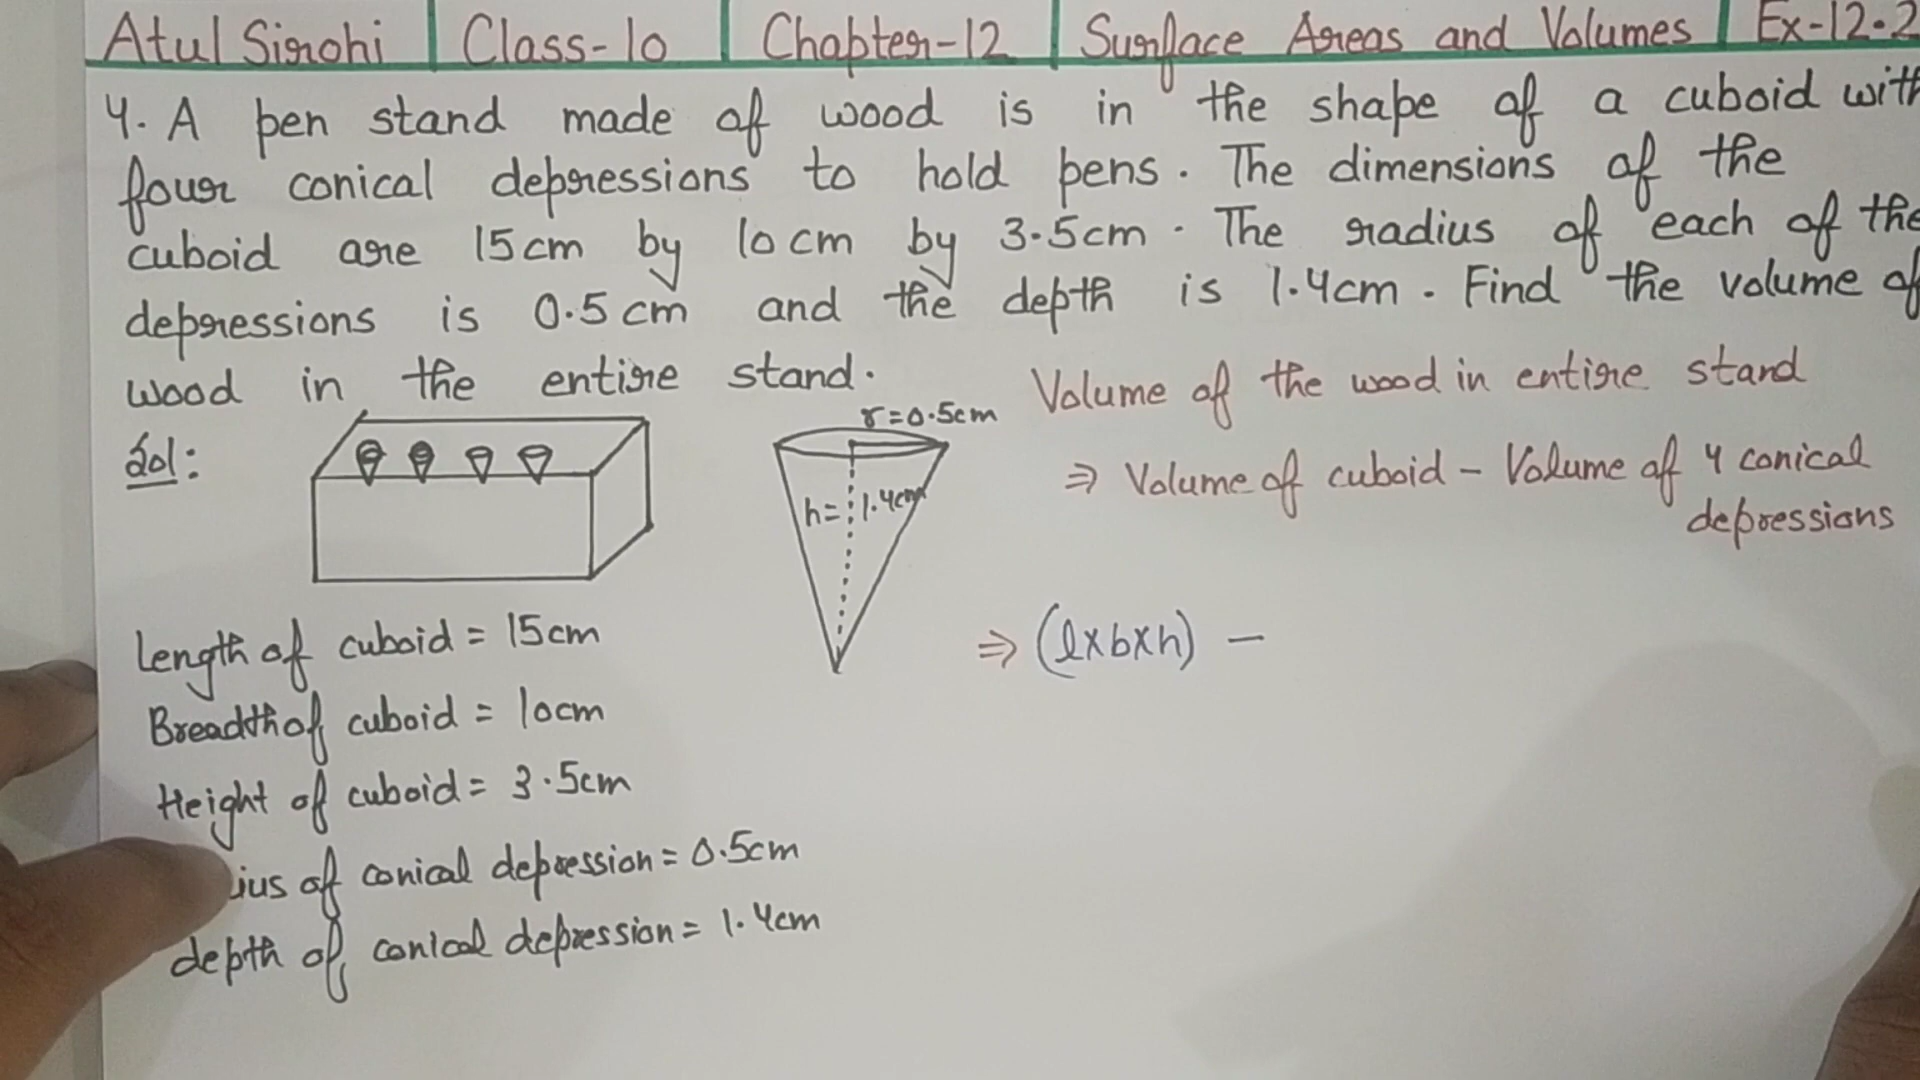 Atul Sirohi | Class-10 | Chapter-12 | Surface Areas and Volumes | Ex-12.2
4. A pen stand made of wood is in the shape of a cuboid with
four conical depressions to hold pens. The dimensions of the
cuboid are 15cm by 10cm by 3.5cm. The radius of each of the
depressions is 0.5cm and the depth is 1.4cm. Find the volume of
wood in the entire stand.
Sol:
r=0.5cm
h=1.4cm
Length of cuboid = 15cm
Breadth of cuboid = 10cm
Height of cuboid = 3.5cm
ius of conical depression = 0.5cm
depth of conical depression = 1.4cm
Volume of the wood in entire stand
⇒ Volume of cuboid - Volume of 4 conical
depressions
⇒ (l×b×h) -